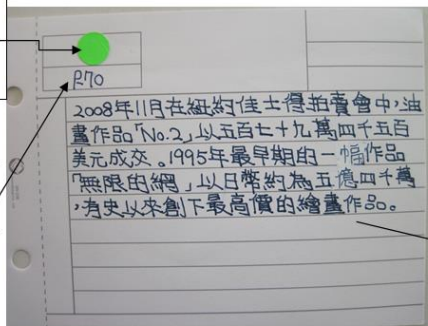 P.70
2008年11月在紐約佳士得拍賣會中，油
畫作品「No.2」以五百七十九萬四千五百
美元成交。1995年最早期的一幅作品
「無限的網」以日幣約為五億四千萬
，有史以來創下最高價的繪畫作品。